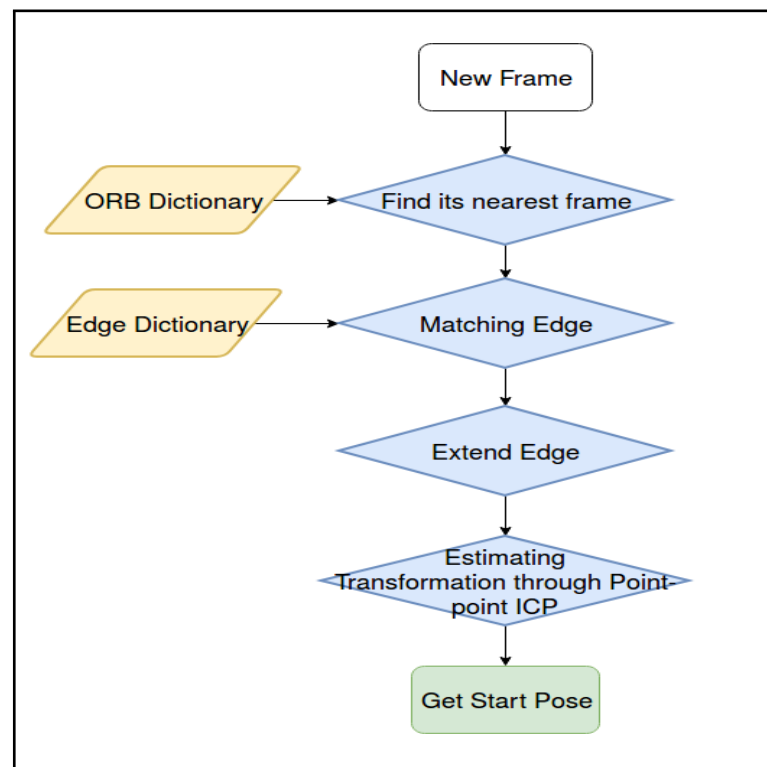 New Frame
ORB Dictionary
Find its nearest frame
Edge Dictionary
Matching Edge
Extend Edge
Estimating
Transformation through Point-
point ICP
Get Start Pose